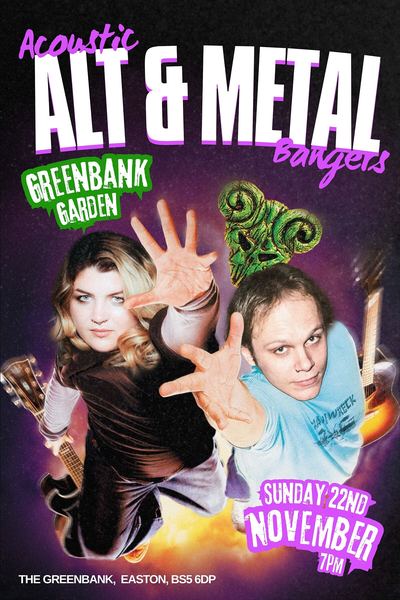 Acoustic
ALT & METAL
Bangers
GREENBANK
GARDEN
SUNDAY 22ND
NOVEMBER
7PM
THE GREENBANK, EASTON, BS5 6DP